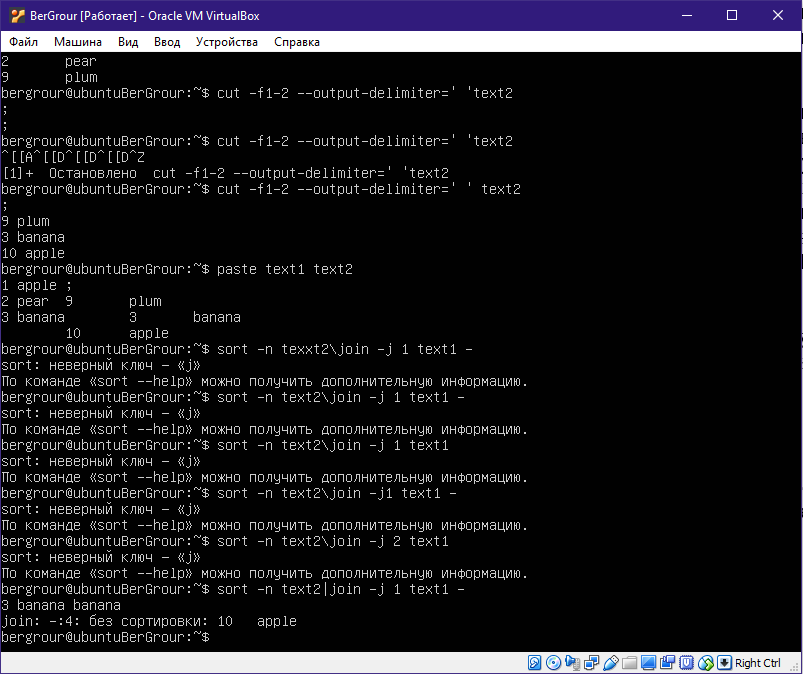 BerGrour [Работает] - Oracle VM VirtualBox
Файл Машина Вид Ввод Устройства Справка
2 pear
9 plum
bergrour@ubuntuBerGrour:~$ cut -f1-2 --output-delimiter=' 'text2
;
;
bergrour@ubuntuBerGrour:~$ cut -f1-2 --output-delimiter=' 'text2
^[[A^[[D^[[D^[[D^Z
[1]+ Остановлено cut -f1-2 --output-delimiter=' 'text2
bergrour@ubuntuBerGrour:~$ cut -f1-2 --output-delimiter=' ' text2
;
9 plum
3 banana
10 apple
bergrour@ubuntuBerGrour:~$ paste text1 text2
1 apple ;
2 pear 9 plum
3 banana 3 banana
10 apple
bergrour@ubuntuBerGrour:~$ sort -n texxt2\join -j 1 text1 -
sort: неверный ключ — «j»
По команде «sort --help» можно получить дополнительную информацию.
bergrour@ubuntuBerGrour:~$ sort -n text2\join -j 1 text1 -
sort: неверный ключ — «j»
По команде «sort --help» можно получить дополнительную информацию.
bergrour@ubuntuBerGrour:~$ sort -n text2\join -j 1 text1
sort: неверный ключ — «j»
По команде «sort --help» можно получить дополнительную информацию.
bergrour@ubuntuBerGrour:~$ sort -n text2\join -j1 text1 -
sort: неверный ключ — «j»
По команде «sort --help» можно получить дополнительную информацию.
bergrour@ubuntuBerGrour:~$ sort -n text2\join -j 2 text1
sort: неверный ключ — «j»
По команде «sort --help» можно получить дополнительную информацию.
bergrour@ubuntuBerGrour:~$ sort -n text2|join -j 1 text1 -
3 banana banana
join: -:4: без сортировки: 10 apple
bergrour@ubuntuBerGrour:~$
Right Ctrl